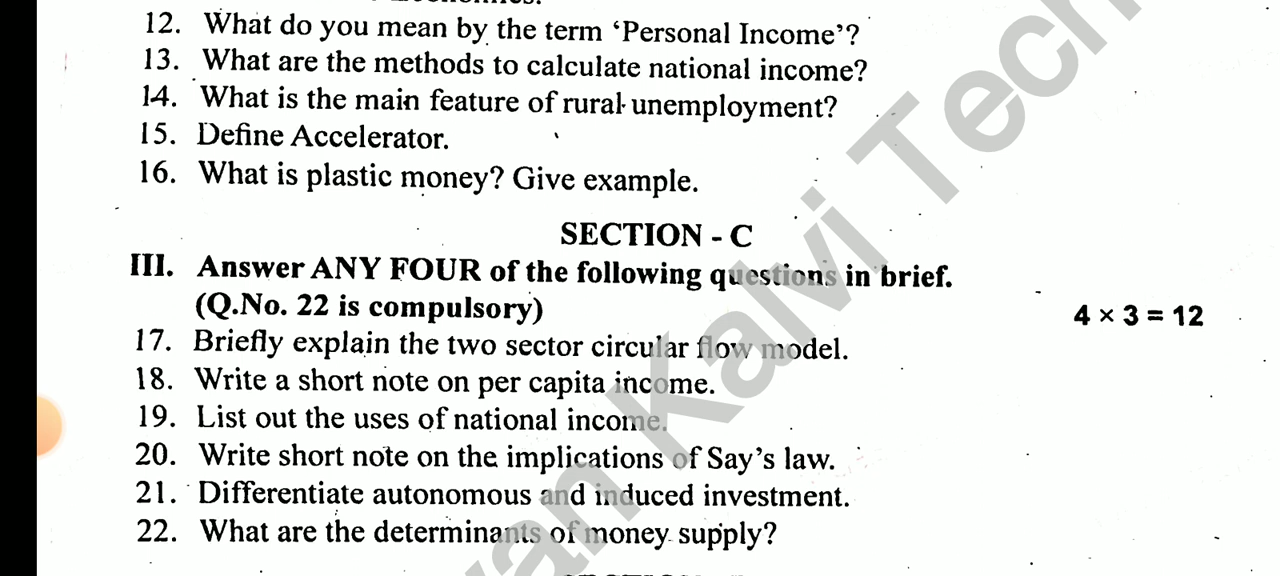 12. What do you mean by the term ‘Personal Income’?
13. What are the methods to calculate national income?
14. What is the main feature of rural unemployment?
15. Define Accelerator.
16. What is plastic money? Give example.
SECTION - C
III. Answer ANY FOUR of the following questions in brief.
(Q.No. 22 is compulsory) 4 × 3 = 12
17. Briefly explain the two sector circular flow model.
18. Write a short note on per capita income.
19. List out the uses of national income.
20. Write short note on the implications of Say’s law.
21. Differentiate autonomous and induced investment.
22. What are the determinants of money supply?
Kalvi